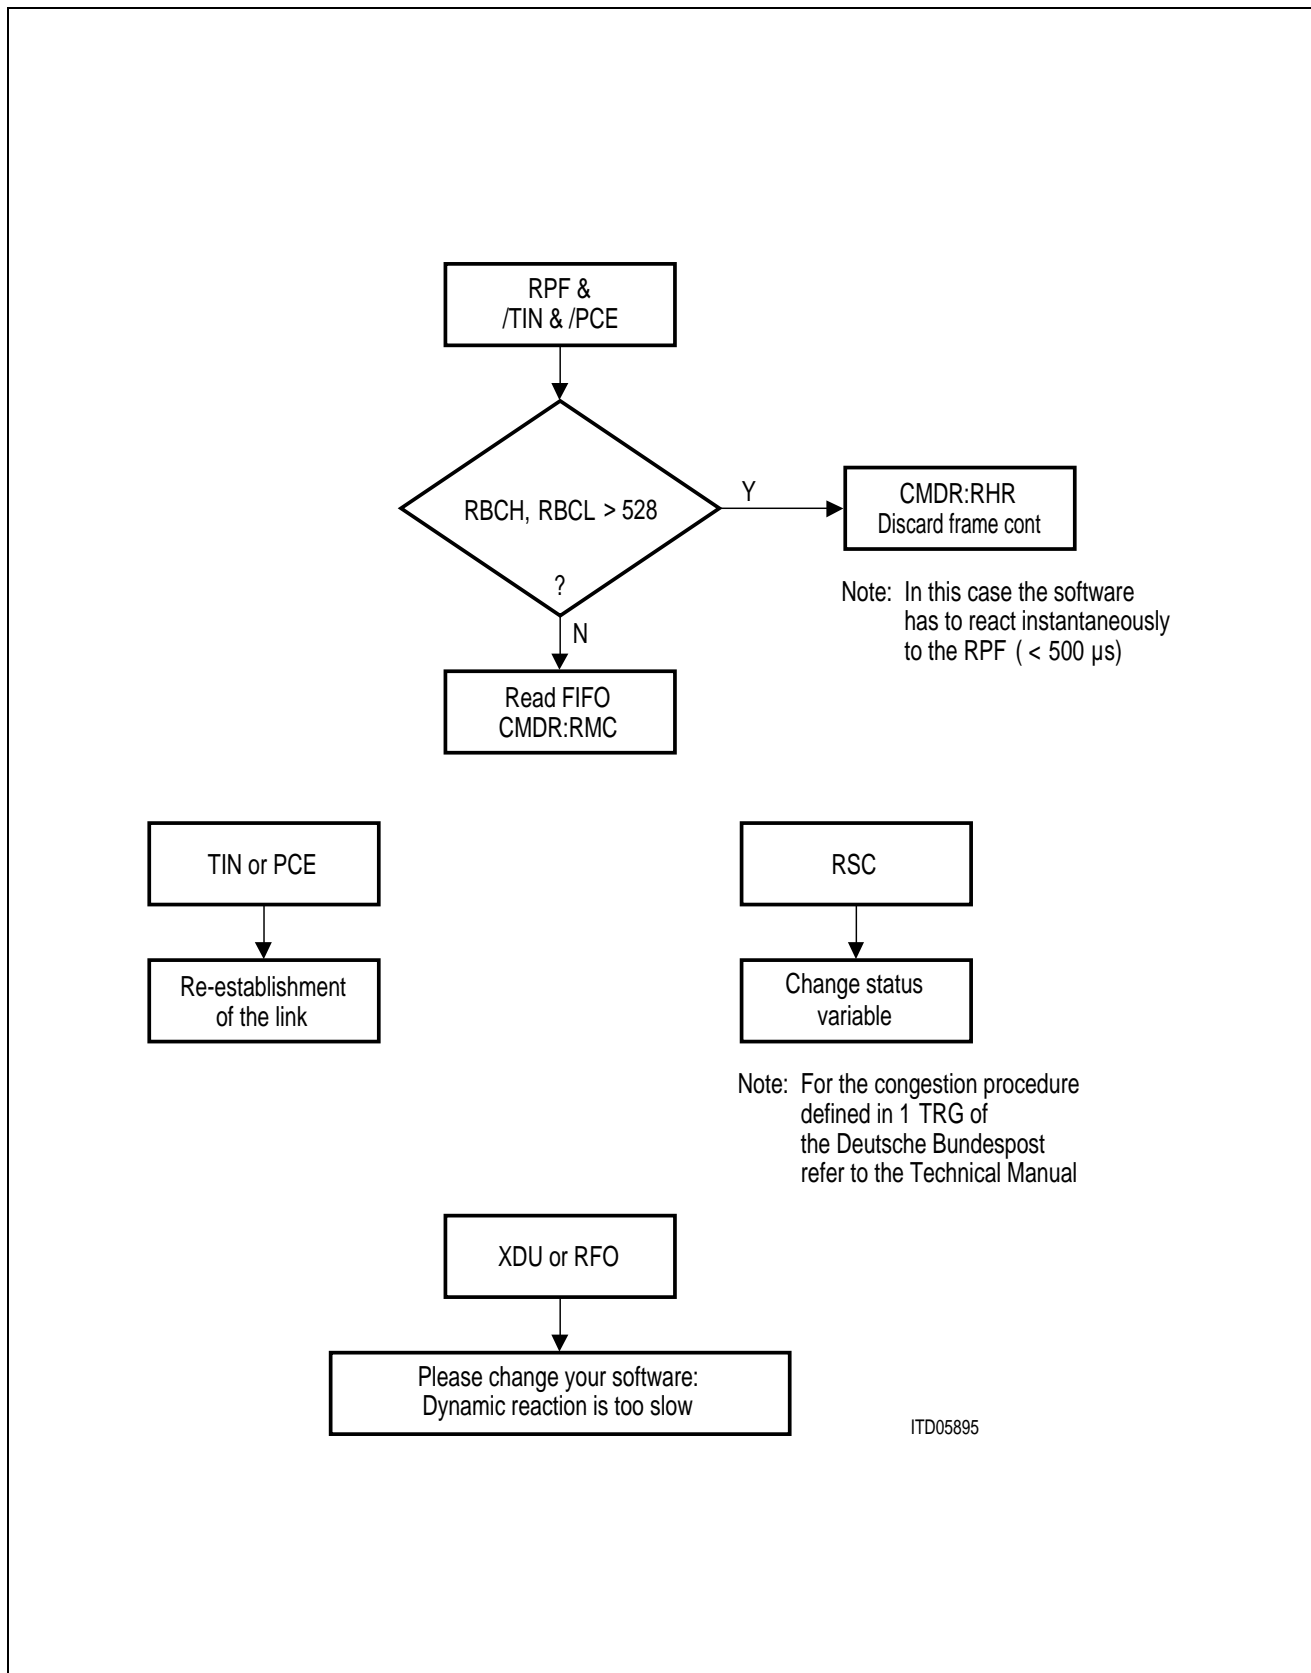 RPF &
/TIN & /PCE
RBCH, RBCL > 528
?
Y
CMDR:RHR
Discard frame cont
Note: In this case the software
has to react instantaneously
to the RPF ( < 500 µs)
N
Read FIFO
CMDR:RMC
TIN or PCE
Re-establishment
of the link
RSC
Change status
variable
Note: For the congestion procedure
defined in 1 TRG of
the Deutsche Bundespost
refer to the Technical Manual
XDU or RFO
Please change your software:
Dynamic reaction is too slow
ITD05895